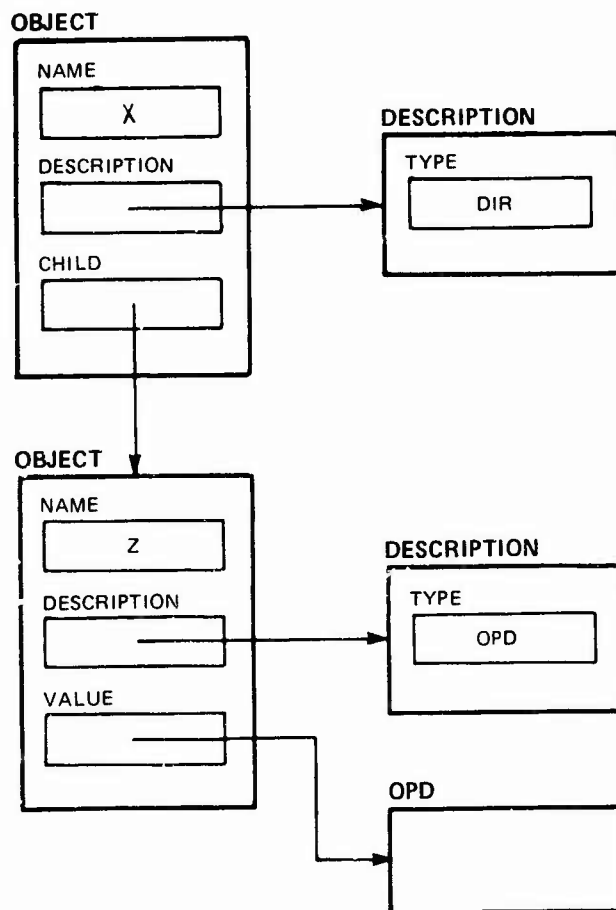 OBJECT
NAME
X
DESCRIPTION
CHILD
DESCRIPTION
TYPE
DIR
OBJECT
NAME
Z
DESCRIPTION
VALUE
DESCRIPTION
TYPE
OPD
OPD